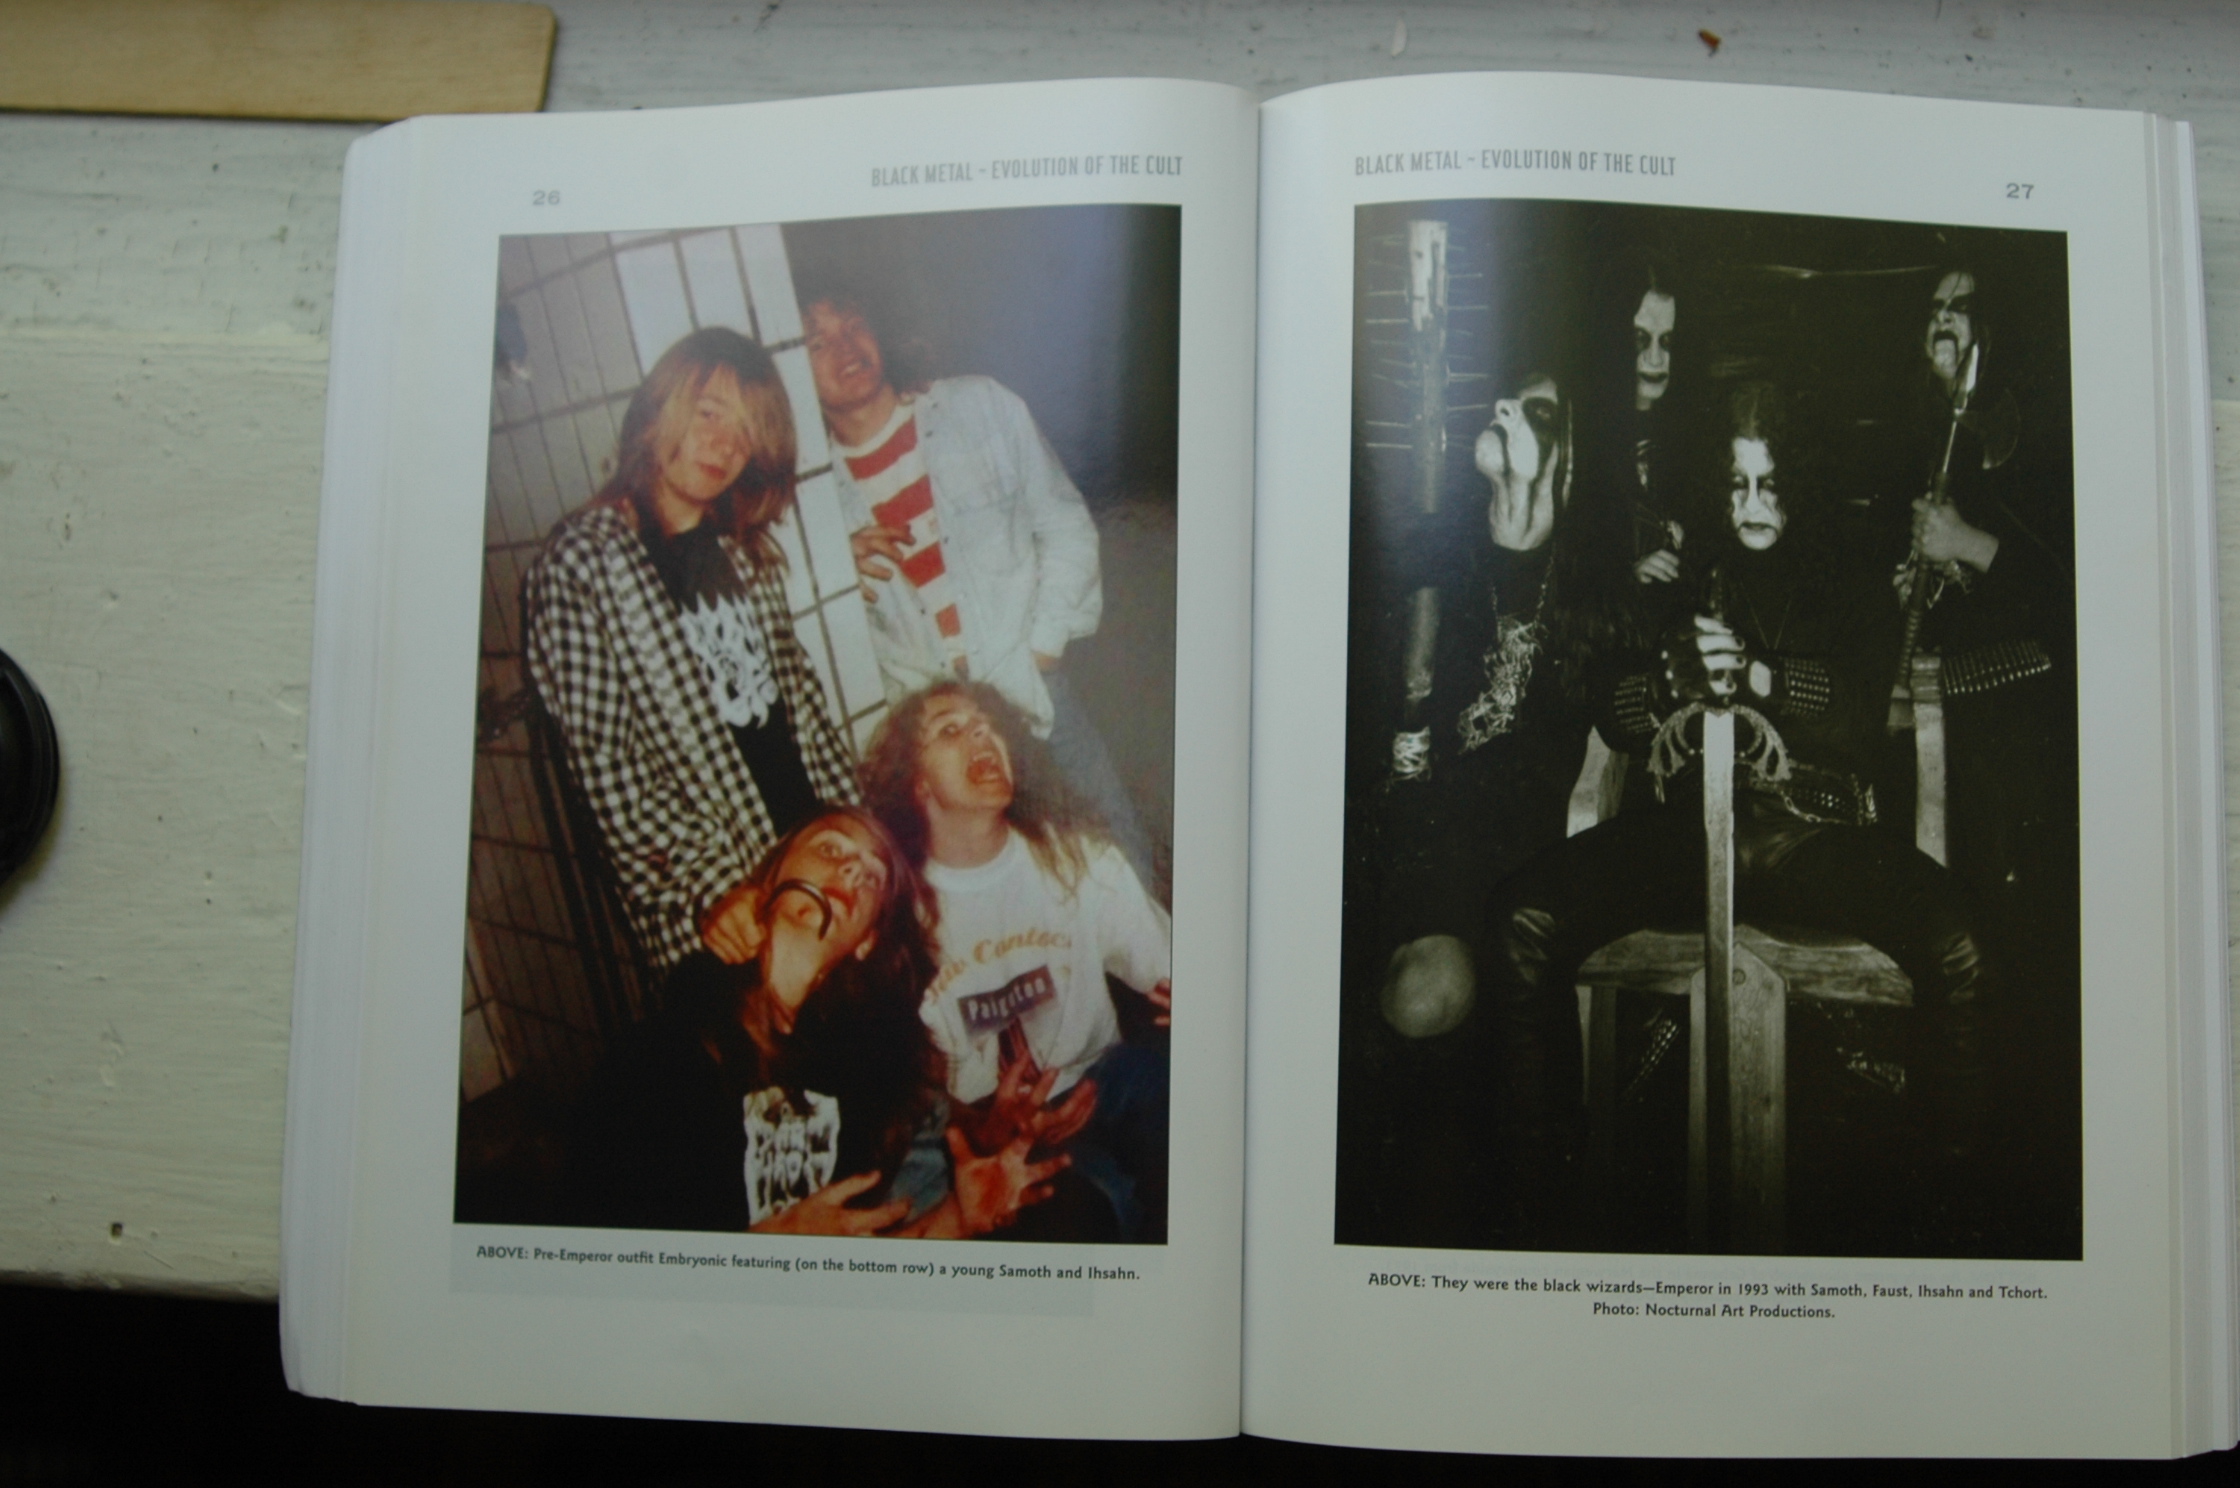 26
BLACK METAL - EVOLUTION OF THE CULT
Paigeon
ABOVE: Pre-Emperor outfit Embryonic featuring (on the bottom row) a young Samoth and Ihsahn.
BLACK METAL - EVOLUTION OF THE CULT
27
ABOVE: They were the black wizards—Emperor in 1993 with Samoth, Faust, Ihsahn and Tchort.
Photo: Nocturnal Art Productions.